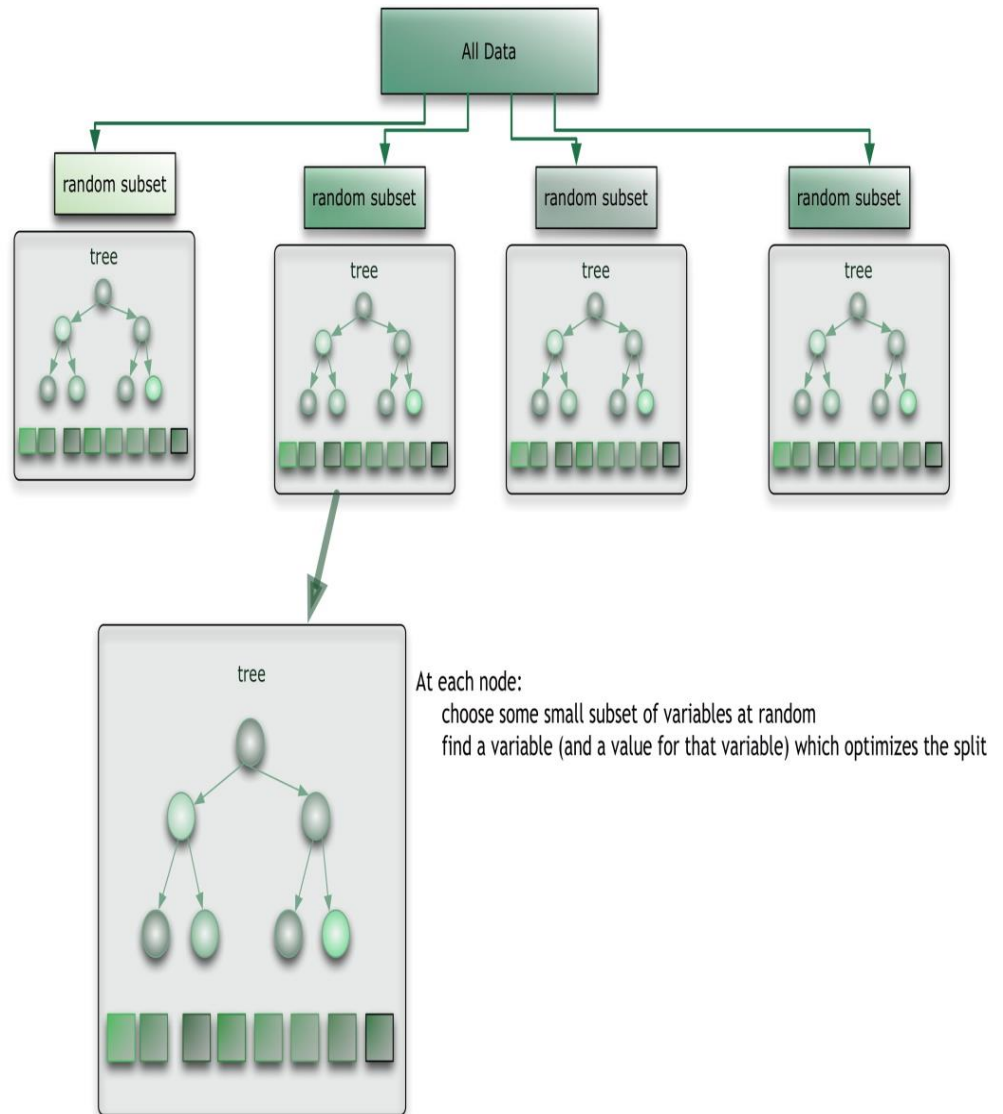 All Data
random subset
random subset
random subset
random subset
tree
tree
tree
tree
tree
At each node:
choose some small subset of variables at random
find a variable (and a value for that variable) which optimizes the split